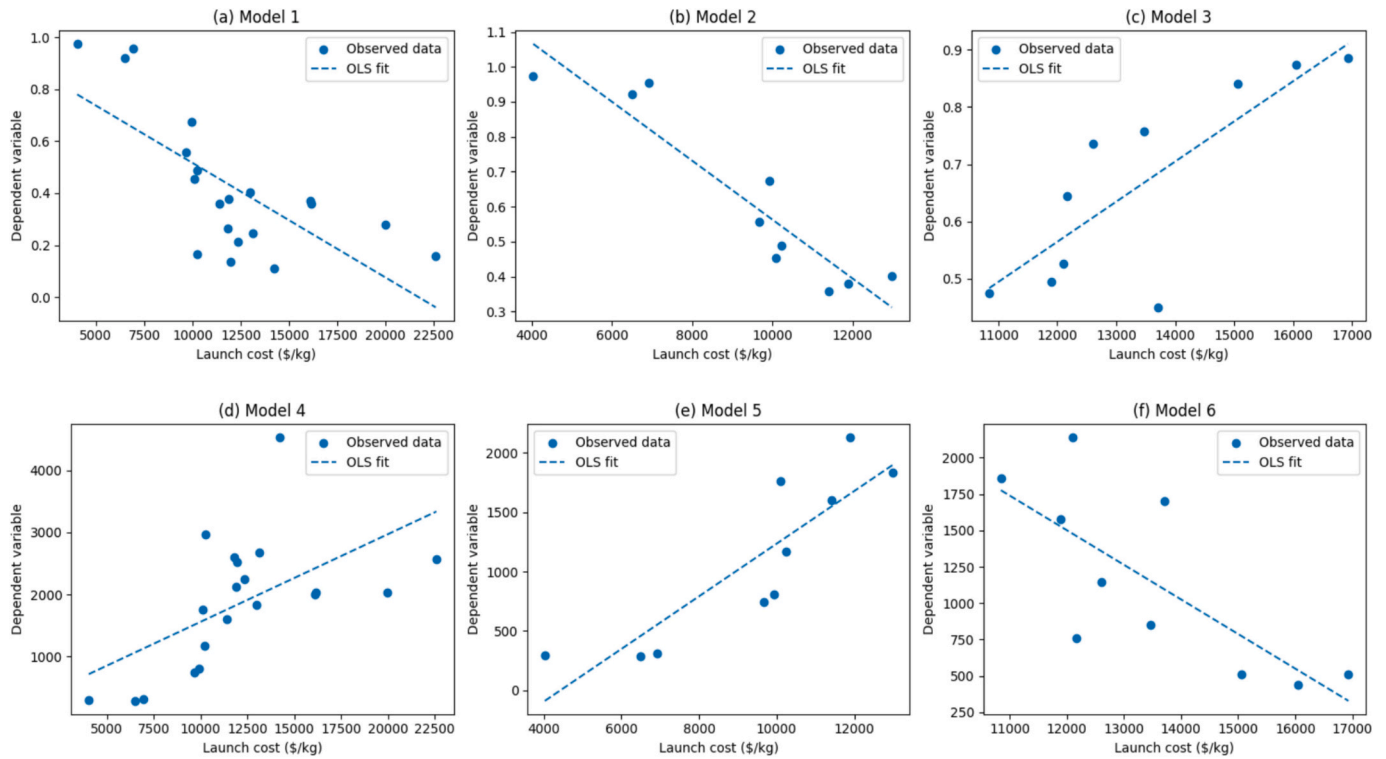 (a) Model 1
Dependent variable
1.0
0.8
0.6
0.4
0.2
0.0
Observed data
OLS fit
5000 7500 10000 12500 15000 17500 20000 22500
Launch cost ($/kg)
(b) Model 2
Dependent variable
1.1
1.0
0.9
0.8
0.7
0.6
0.5
0.4
0.3
Observed data
OLS fit
4000 6000 8000 10000 12000
Launch cost ($/kg)
(c) Model 3
Dependent variable
0.9
0.8
0.7
0.6
0.5
Observed data
OLS fit
11000 12000 13000 14000 15000 16000 17000
Launch cost ($/kg)
(d) Model 4
Dependent variable
4000
3000
2000
1000
Observed data
OLS fit
5000 7500 10000 12500 15000 17500 20000 22500
Launch cost ($/kg)
(e) Model 5
Dependent variable
2000
1500
1000
500
0
Observed data
OLS fit
4000 6000 8000 10000 12000
Launch cost ($/kg)
(f) Model 6
Dependent variable
2000
1750
1500
1250
1000
750
500
250
Observed data
OLS fit
11000 12000 13000 14000 15000 16000 17000
Launch cost ($/kg)